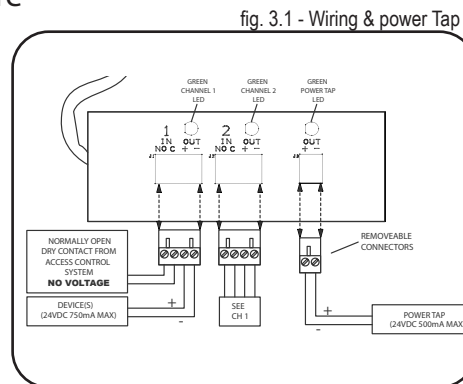 fig. 3.1 - Wiring & power Tap
GREEN
CHANNEL 1
LED
GREEN
CHANNEL 2
LED
GREEN
POWER TAP
LED
1
IN OUT
NO C + -
2
IN OUT
NO C + -
OUT
+ -
NORMALLY OPEN
DRY CONTACT FROM
ACCESS CONTROL
SYSTEM
NO VOLTAGE
DEVICE(S)
(24VDC 750mA MAX)
+
-
SEE
CH 1
REMOVEABLE
CONNECTORS
+
-
POWER TAP
(24VDC 500mA MAX)